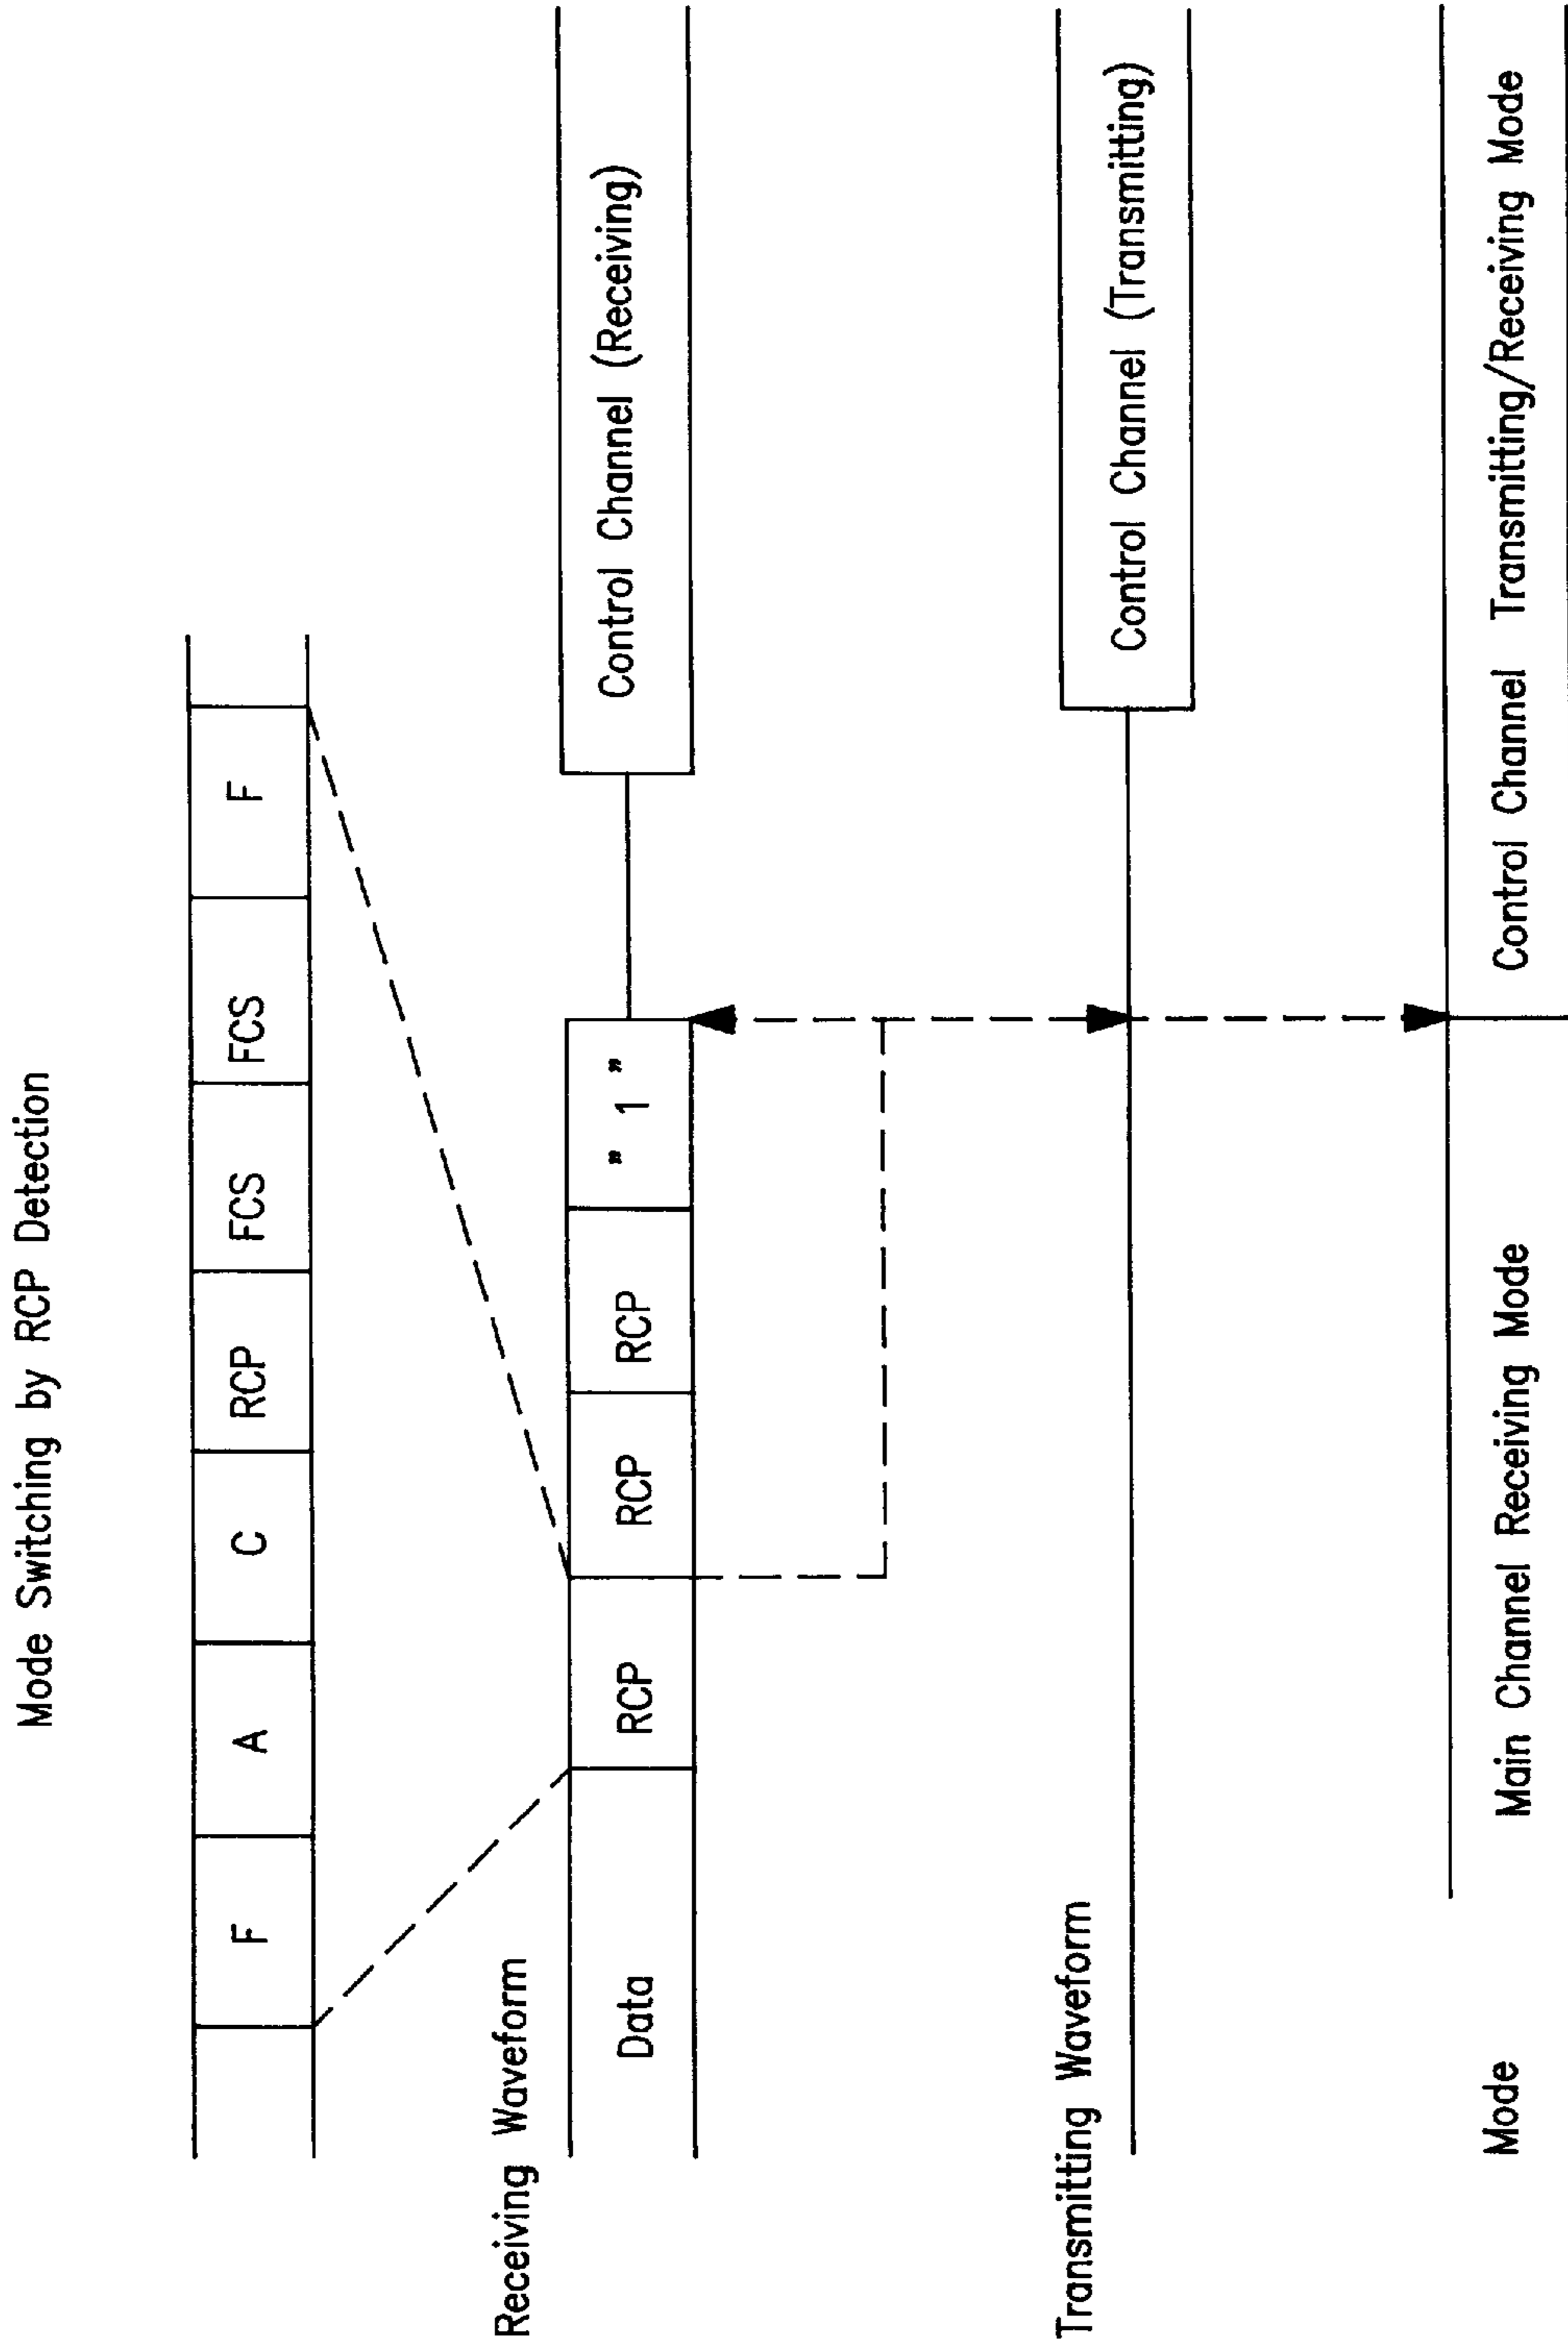 Mode Switching by RCP Detection
F A C RCP FCS FCS F
Receiving Waveform
Data RCP RCP RCP " 1 " Control Channel (Receiving)
Transmitting Waveform
Control Channel (Transmitting)
Mode Main Channel Receiving Mode Control Channel Transmitting/Receiving Mode